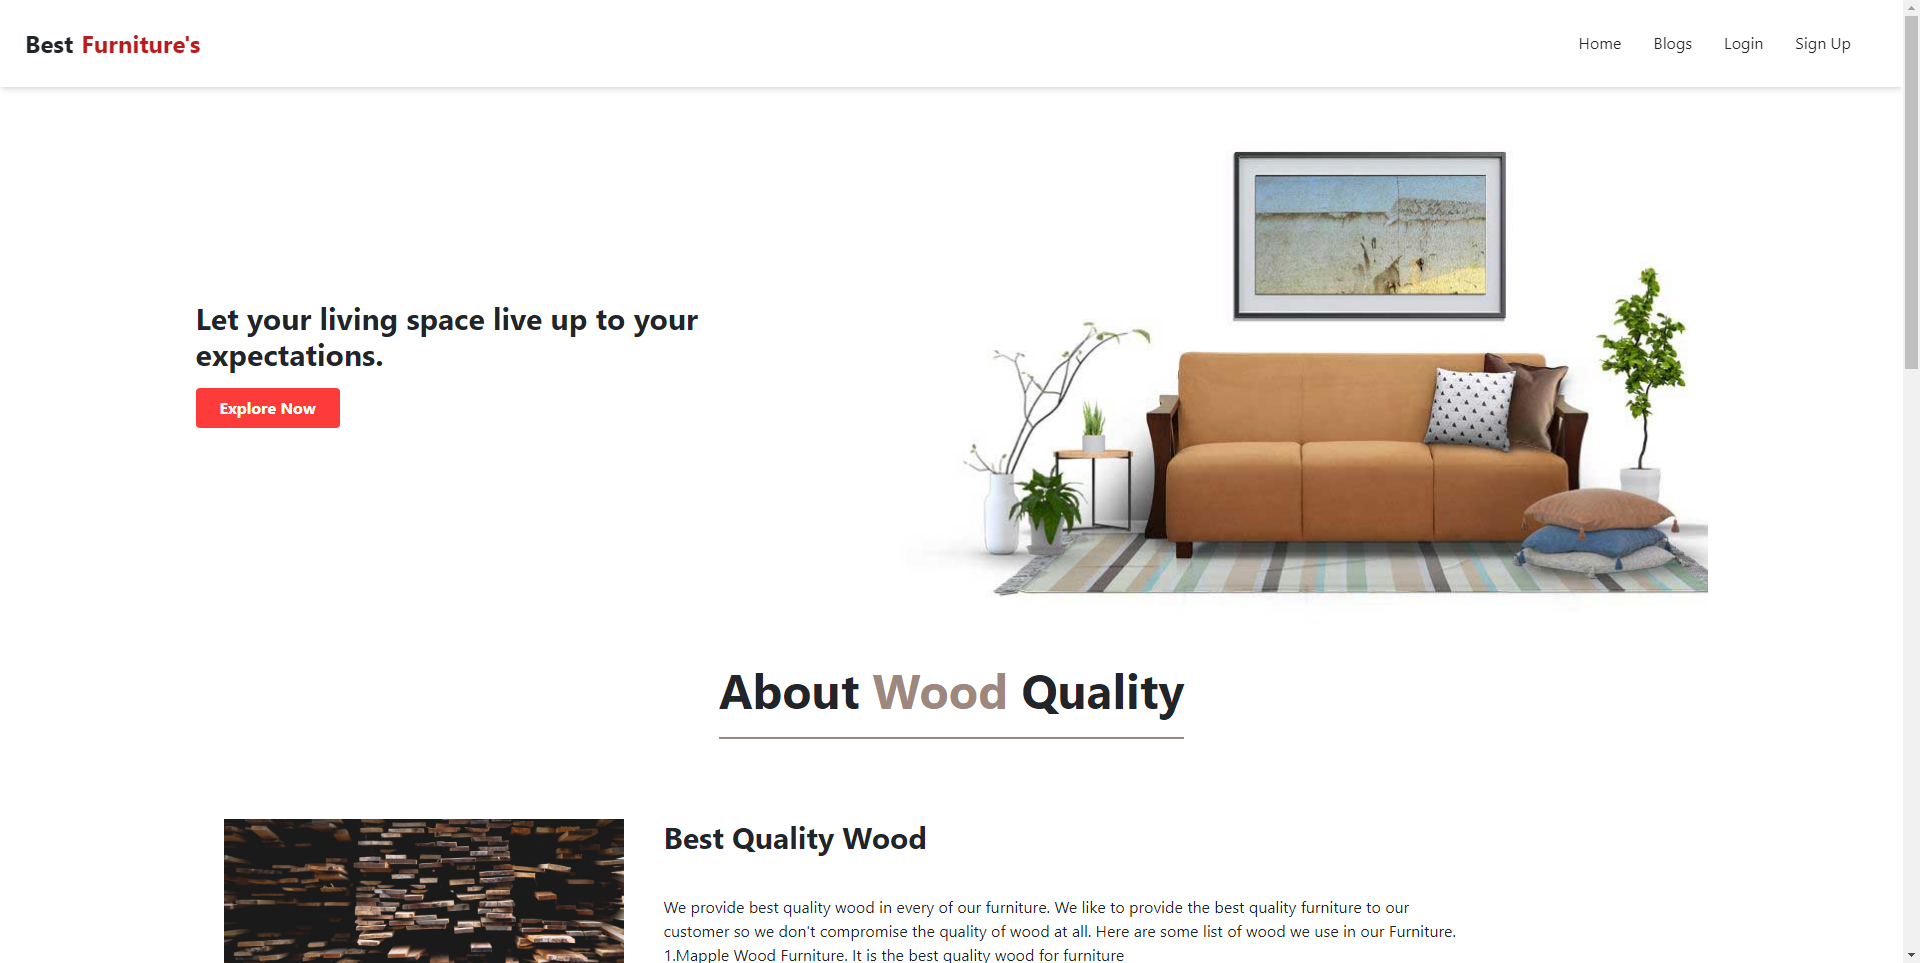 Best Furniture's
Home Blogs Login Sign Up
Let your living space live up to your
expectations.
Explore Now
About Wood Quality
Best Quality Wood
We provide best quality wood in every of our furniture. We like to provide the best quality furniture to our
customer so we don't compromise the quality of wood at all. Here are some list of wood we use in our Furniture.
1.Mapple Wood Furniture. It is the best quality wood for furniture